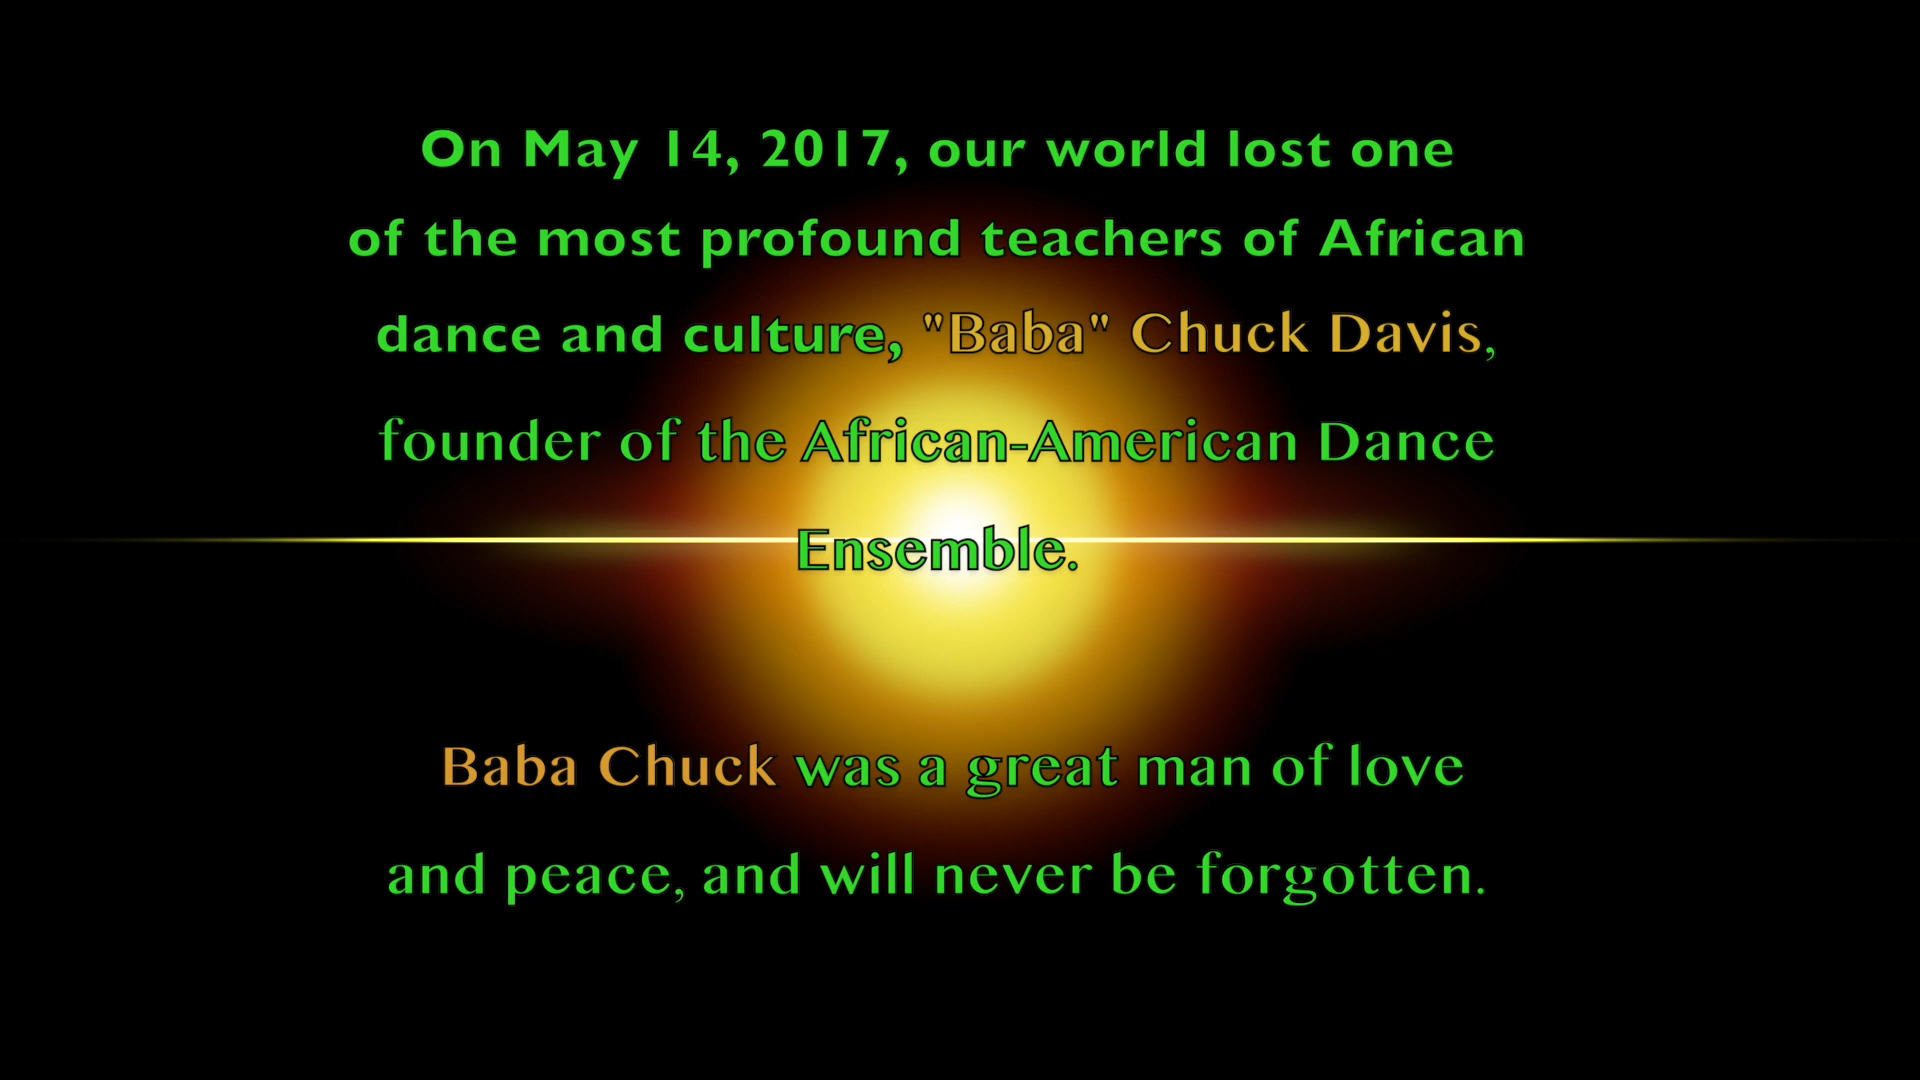 On May 14, 2017, our world lost one
of the most profound teachers of African
dance and culture, "Baba" Chuck Davis,
founder of the African-American Dance
Ensemble.
Baba Chuck was a great man of love
and peace, and will never be forgotten.